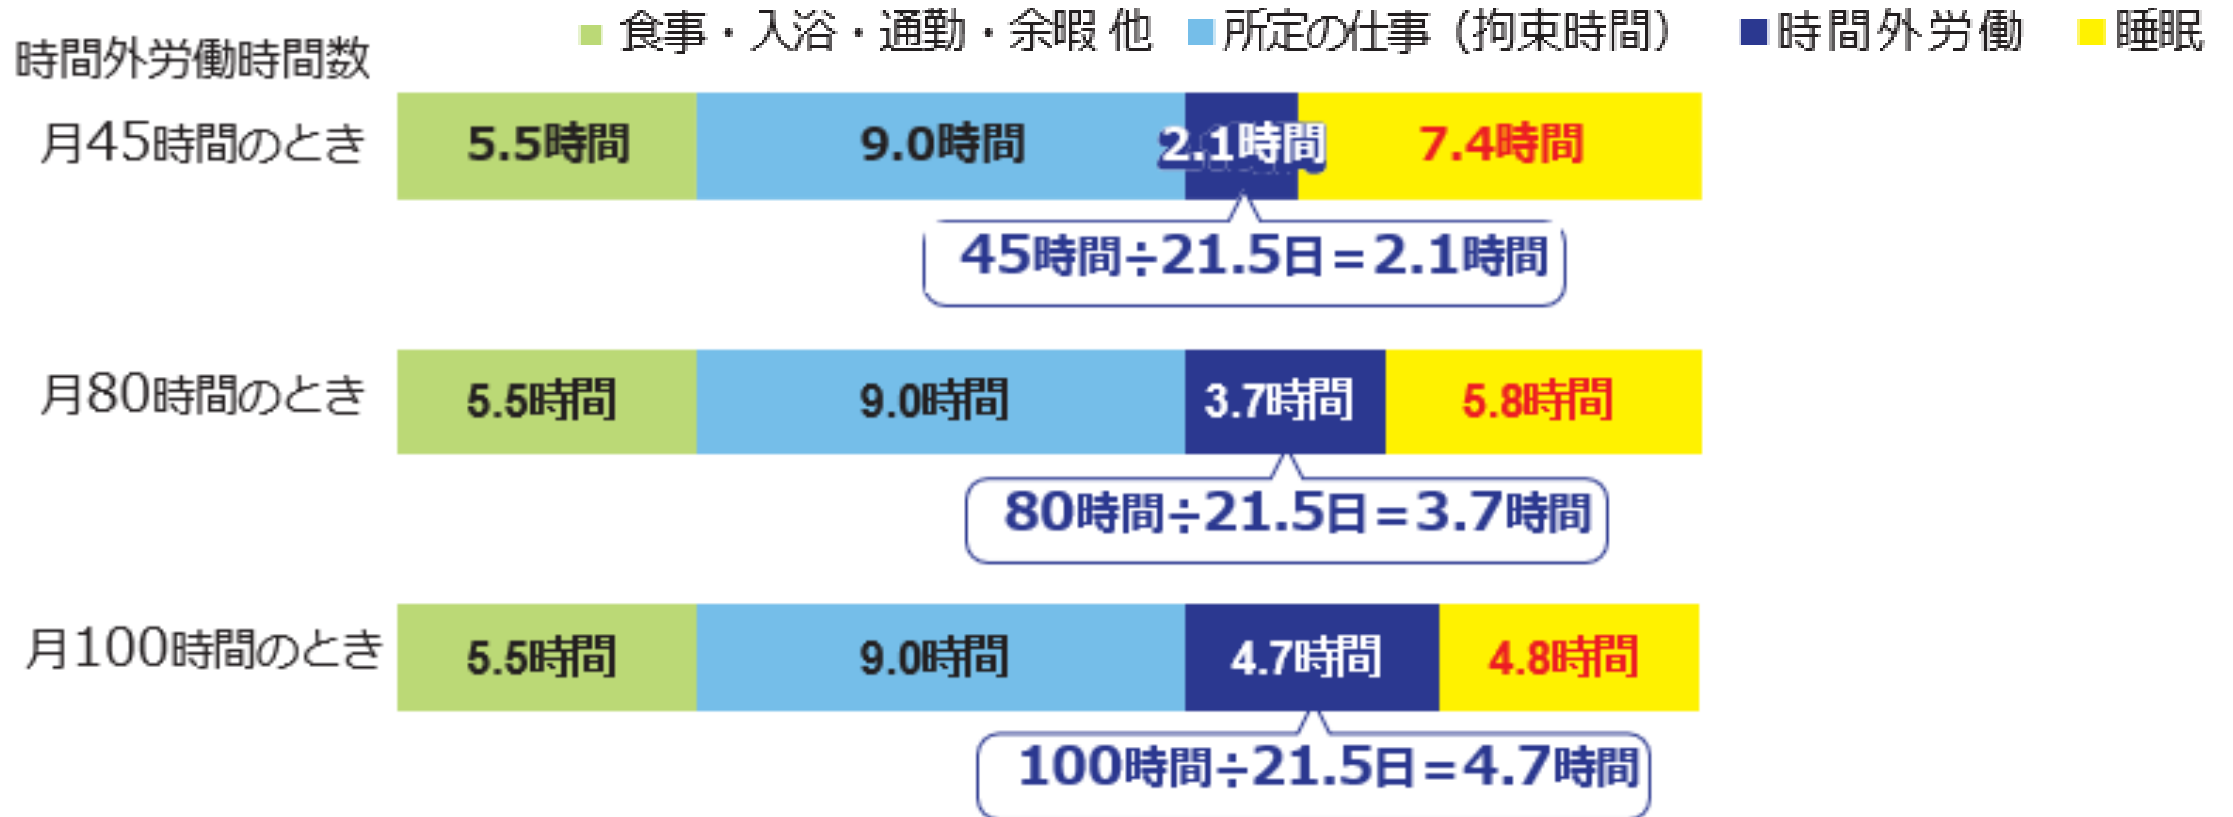 食事・入浴・通勤・余暇 他 所定の仕事（拘束時間） 時間外労働 睡眠
時間外労働時間数
月45時間のとき 5.5時間 9.0時間 2.1時間 7.4時間
45時間÷21.5日＝2.1時間
月80時間のとき 5.5時間 9.0時間 3.7時間 5.8時間
80時間÷21.5日＝3.7時間
月100時間のとき 5.5時間 9.0時間 4.7時間 4.8時間
100時間÷21.5日＝4.7時間